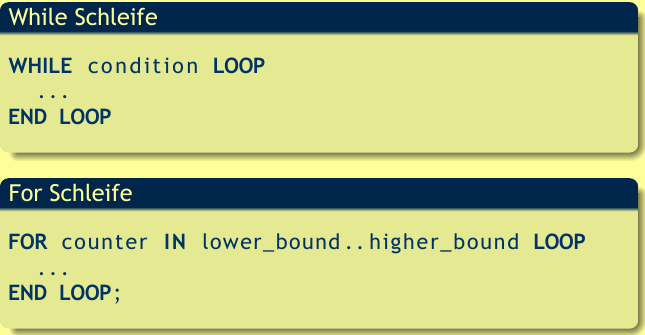 While Schleife
WHILE condition LOOP
...
END LOOP
For Schleife
FOR counter IN lower_bound..higher_bound LOOP
...
END LOOP;